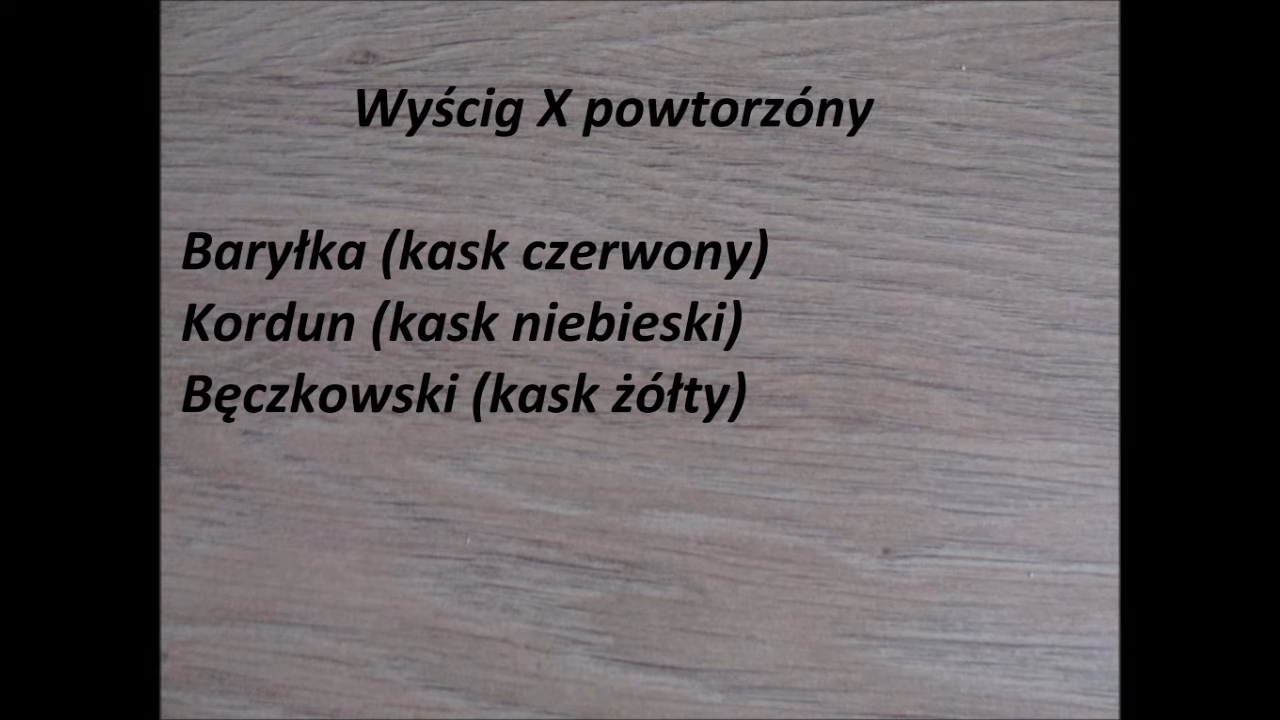 Wyścig X powtorzóny
Baryłka (kask czerwony)
Kordun (kask niebieski)
Bęczkowski (kask żółty)